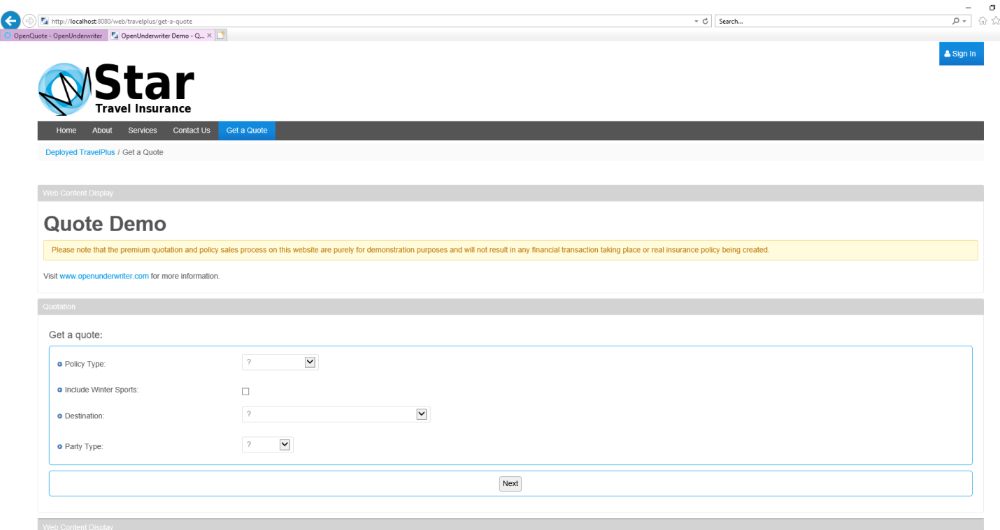 http://localhost:8080/web/travelplus/get-a-quote
Search...
OpenQuote - OpenUnderwriter
OpenUnderwriter Demo - Q...
Sign In
Star
Travel Insurance
Home About Services Contact Us Get a Quote
Deployed TravelPlus / Get a Quote
Web Content Display
Quote Demo
Please note that the premium quotation and policy sales process on this website are purely for demonstration purposes and will not result in any financial transaction taking place or real insurance policy being created.
Visit www.openunderwriter.com for more information.
Quotation
Get a quote:
Policy Type: ?
Include Winter Sports:
Destination: ?
Party Type: ?
Next
Web Content Display